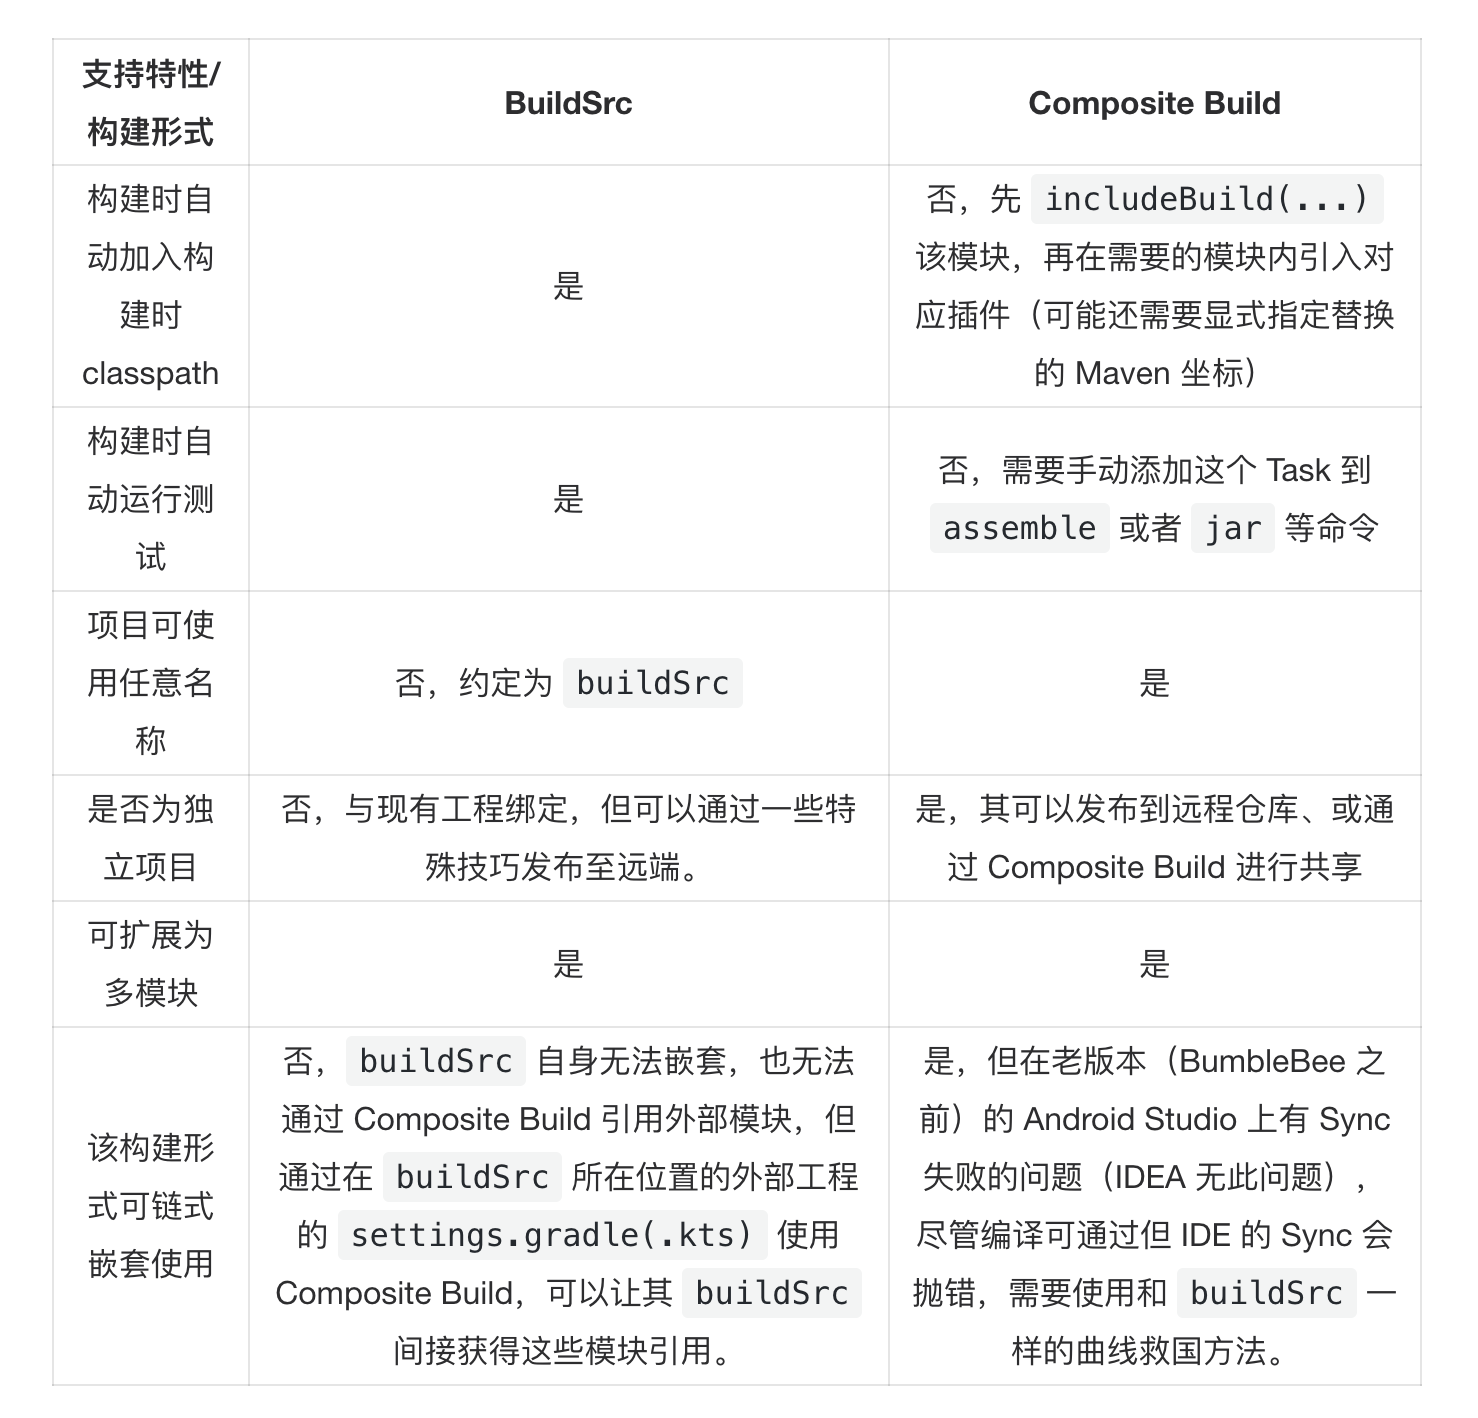 支持特性/
构建形式
BuildSrc
Composite Build
构建时自
动加入构
建时
classpath
是
否，先 includeBuild(...)
该模块，再在需要的模块内引入对
应插件（可能还需要显式指定替换
的 Maven 坐标）
构建时自
动运行测
试
是
否，需要手动添加这个 Task 到
assemble 或者 jar 等命令
项目可使
用任意名
称
否，约定为 buildSrc
是
是否为独
立项目
否，与现有工程绑定，但可以通过一些特
殊技巧发布至远端。
是，其可以发布到远程仓库、或通
过 Composite Build 进行共享
可扩展为
多模块
是
是
该构建形
式可链式
嵌套使用
否， buildSrc 自身无法嵌套，也无法
通过 Composite Build 引用外部模块，但
通过在 buildSrc 所在位置的外部工程
的 settings.gradle(.kts) 使用
Composite Build，可以让其 buildSrc
间接获得这些模块引用。
是，但在老版本（BumbleBee 之
前）的 Android Studio 上有 Sync
失败的问题（IDEA 无此问题），
尽管编译可通过但 IDE 的 Sync 会
抛错，需要使用和 buildSrc 一
样的曲线救国方法。